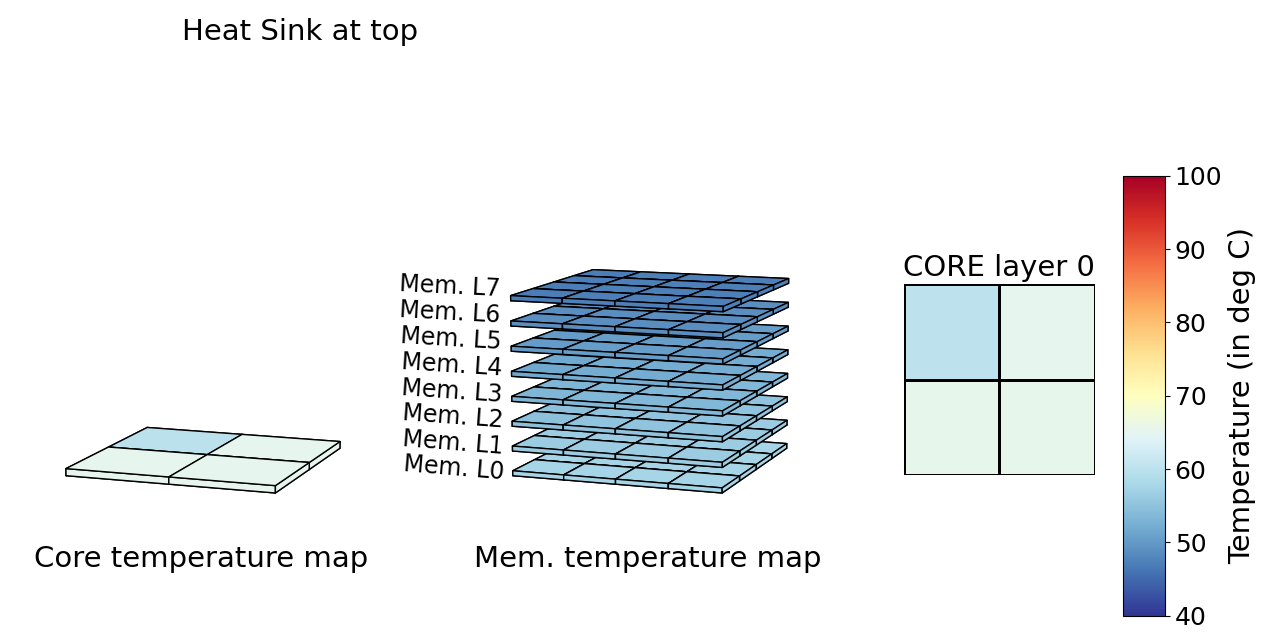 Heat Sink at top
Mem. L7
Mem. L6
Mem. L5
Mem. L4
Mem. L3
Mem. L2
Mem. L1
Mem. L0
Core temperature map
Mem. temperature map
CORE layer 0
100
90
80
70
60
50
40
Temperature (in deg C)